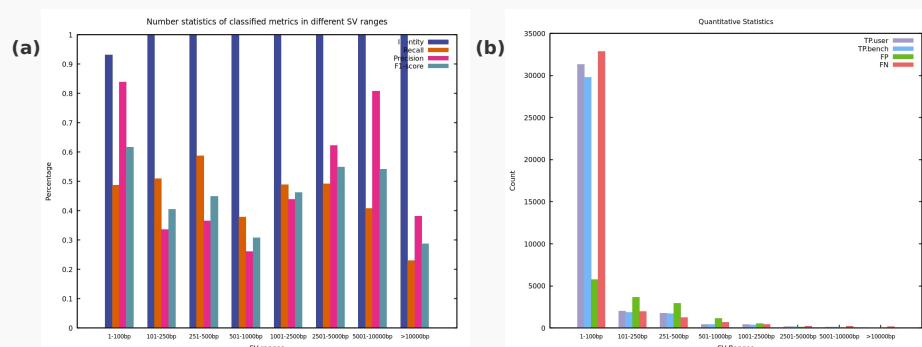 (a)
Number statistics of classified metrics in different SV ranges
Recall
Precision
F1-score
Percentage
1
0.9
0.8
0.7
0.6
0.5
0.4
0.3
0.2
0.1
0
1-100bp 101-250bp 251-500bp 501-1000bp 1001-2500bp 2501-5000bp 5001-10000bp >10000bp
(b)
Quantitative Statistics
TP.user
TP.bench
FP
FN
Count
35000
30000
25000
20000
15000
10000
5000
0
1-100bp 101-250bp 251-500bp 501-1000bp 1001-2500bp 2501-5000bp 5001-10000bp >10000bp